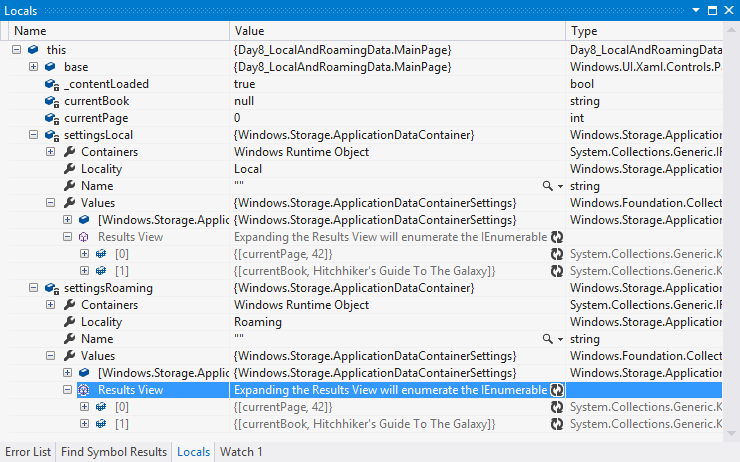 Locals
Name Value Type
this {Day8_LocalAndRoamingData.MainPage} Day8_LocalAndRoamingData
base {Day8_LocalAndRoamingData.MainPage} Windows.UI.Xaml.Controls.P
_contentLoaded true bool
currentBook null string
currentPage 0 int
settingsLocal {Windows.Storage.ApplicationDataContainer} Windows.Storage.Application
Containers Windows Runtime Object System.Collections.Generic.IR
Locality Local Windows.Storage.Application
Name "" string
Values {Windows.Storage.ApplicationDataContainerSettings} Windows.Foundation.Collect
[Windows.Storage.Applic {Windows.Storage.ApplicationDataContainerSettings} Windows.Storage.Application
Results View Expanding the Results View will enumerate the IEnumerable
[0] {[currentPage, 42]} System.Collections.Generic.K
[1] {[currentBook, Hitchhiker's Guide To The Galaxy]} System.Collections.Generic.K
settingsRoaming {Windows.Storage.ApplicationDataContainer} Windows.Storage.Application
Containers Windows Runtime Object System.Collections.Generic.IR
Locality Roaming Windows.Storage.Application
Name "" string
Values {Windows.Storage.ApplicationDataContainerSettings} Windows.Foundation.Collect
[Windows.Storage.Applic {Windows.Storage.ApplicationDataContainerSettings} Windows.Storage.Application
Results View Expanding the Results View will enumerate the IEnumerable
[0] {[currentPage, 42]} System.Collections.Generic.K
[1] {[currentBook, Hitchhiker's Guide To The Galaxy]} System.Collections.Generic.K
Error List Find Symbol Results Locals Watch 1